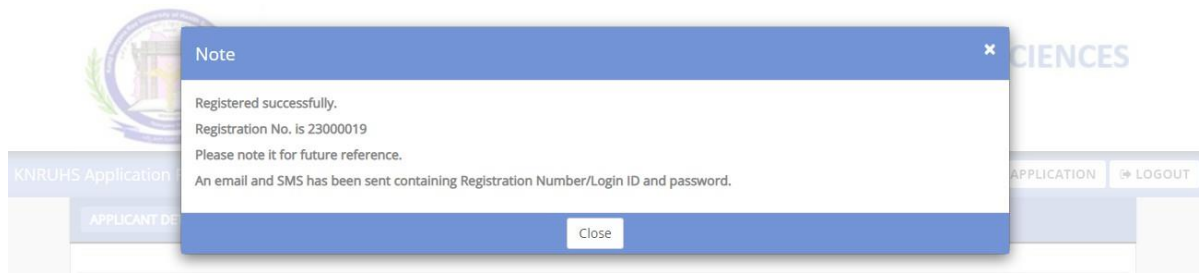 Note ×
CIENCES
Registered successfully.
Registration No. is 23000019
Please note it for future reference.
An email and SMS has been sent containing Registration Number/Login ID and password.
KNRUHS Application
APPLICATION LOGOUT
APPLICANT DE
Close